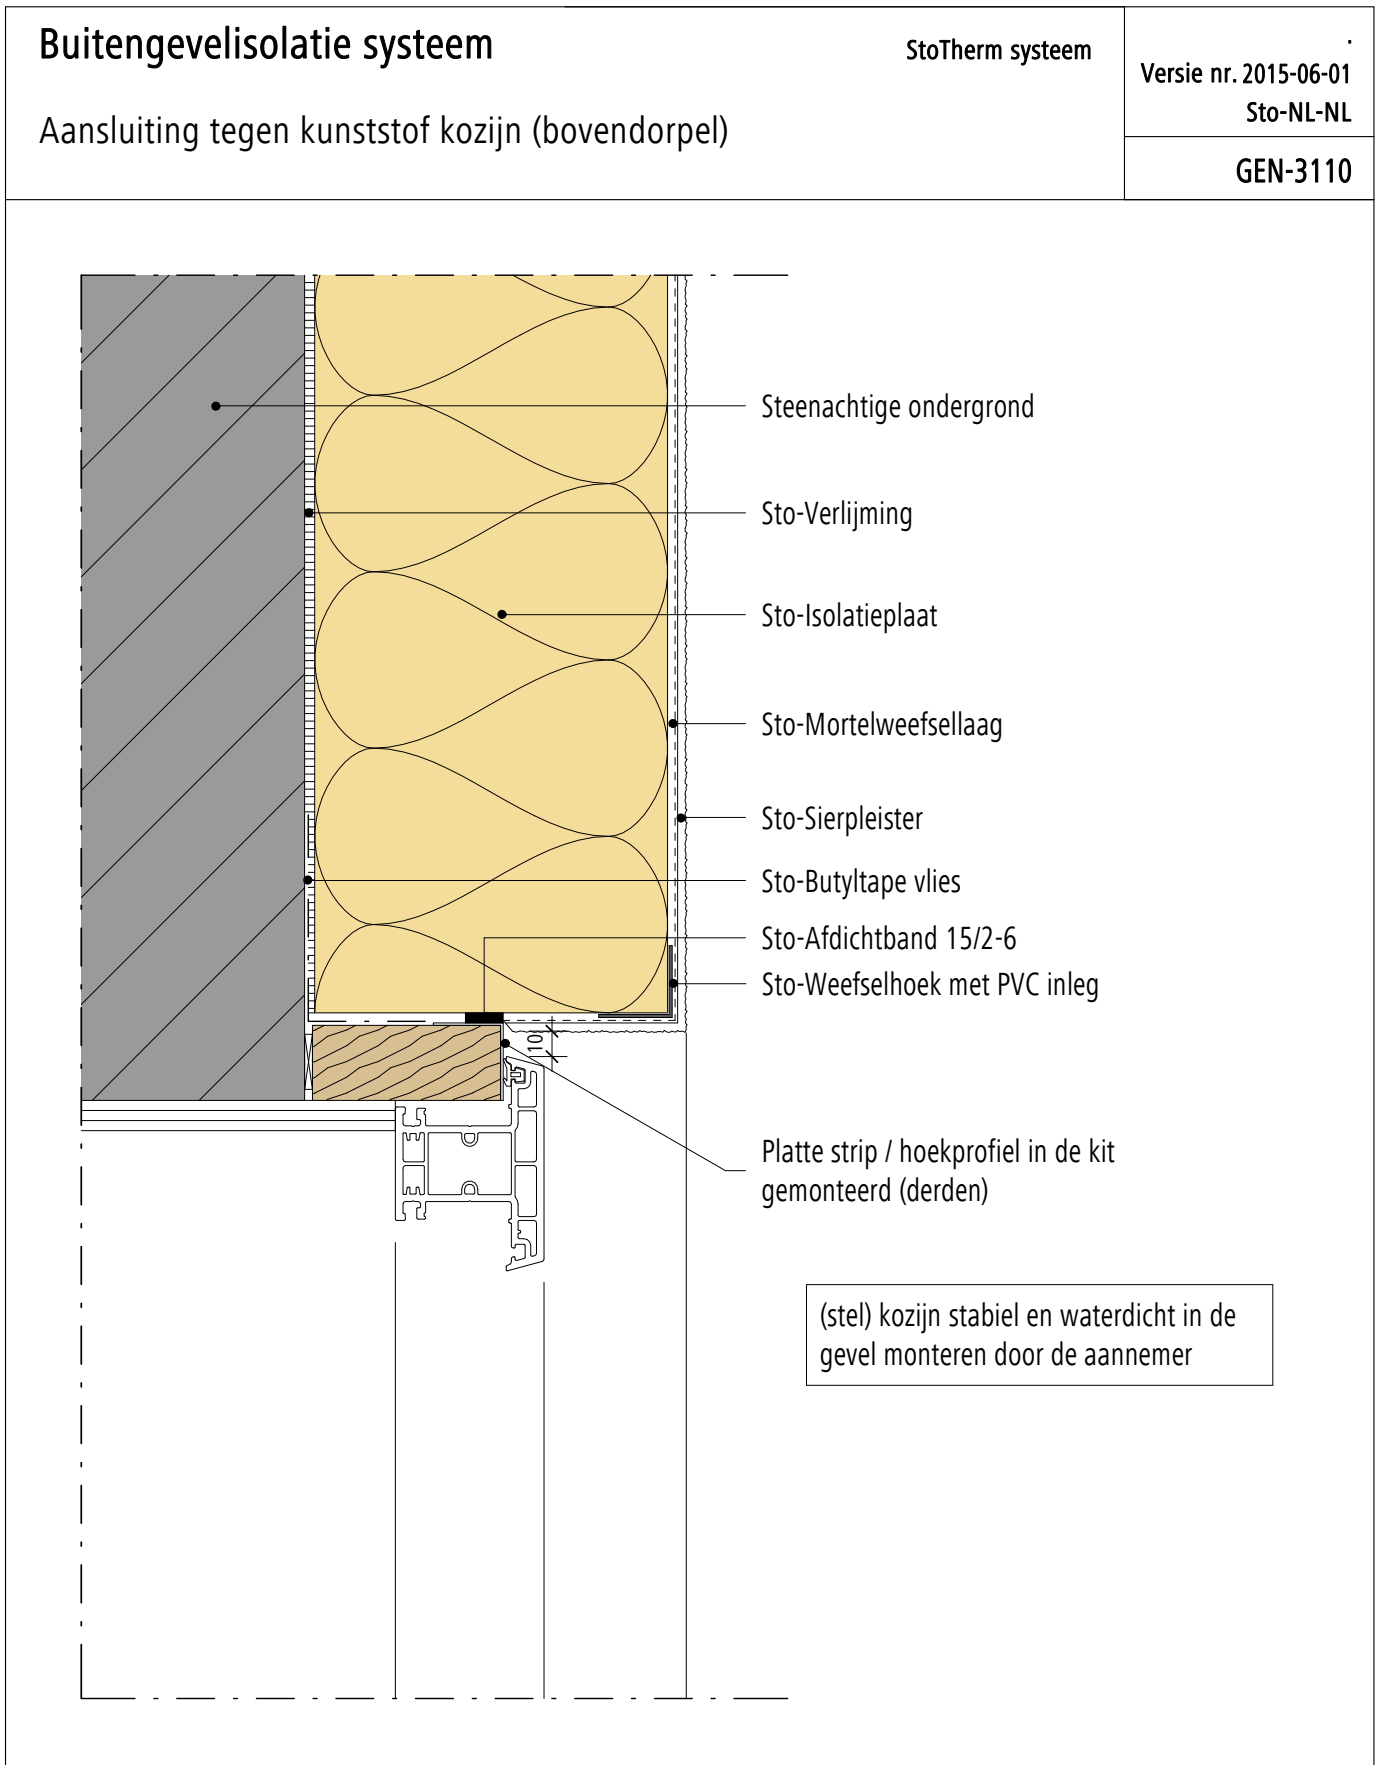 Buitengevelisolatie systeem
StoTherm systeem
.
Versie nr. 2015-06-01
Sto-NL-NL
Aansluiting tegen kunststof kozijn (bovendorpel)
GEN-3110
Steenachtige ondergrond
Sto-Verlijming
Sto-Isolatieplaat
Sto-Mortelweefsellaag
Sto-Sierpleister
Sto-Butyltape vlies
Sto-Afdichtband 15/2-6
Sto-Weefselhoek met PVC inleg
10
Platte strip / hoekprofiel in de kit
gemonteerd (derden)
(stel) kozijn stabiel en waterdicht in de
gevel monteren door de aannemer